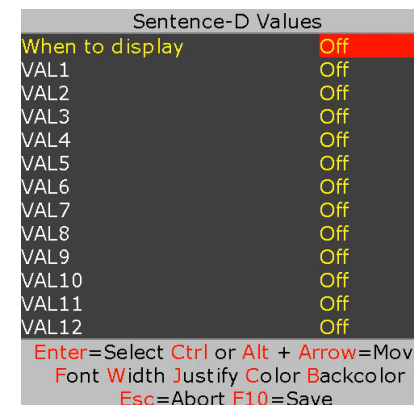 Sentence-D Values
When to display Off
VAL1 Off
VAL2 Off
VAL3 Off
VAL4 Off
VAL5 Off
VAL6 Off
VAL7 Off
VAL8 Off
VAL9 Off
VAL10 Off
VAL11 Off
VAL12 Off
Enter=Select Ctrl or Alt + Arrow=Mov
Font Width Justify Color Backcolor
Esc=Abort F10=Save